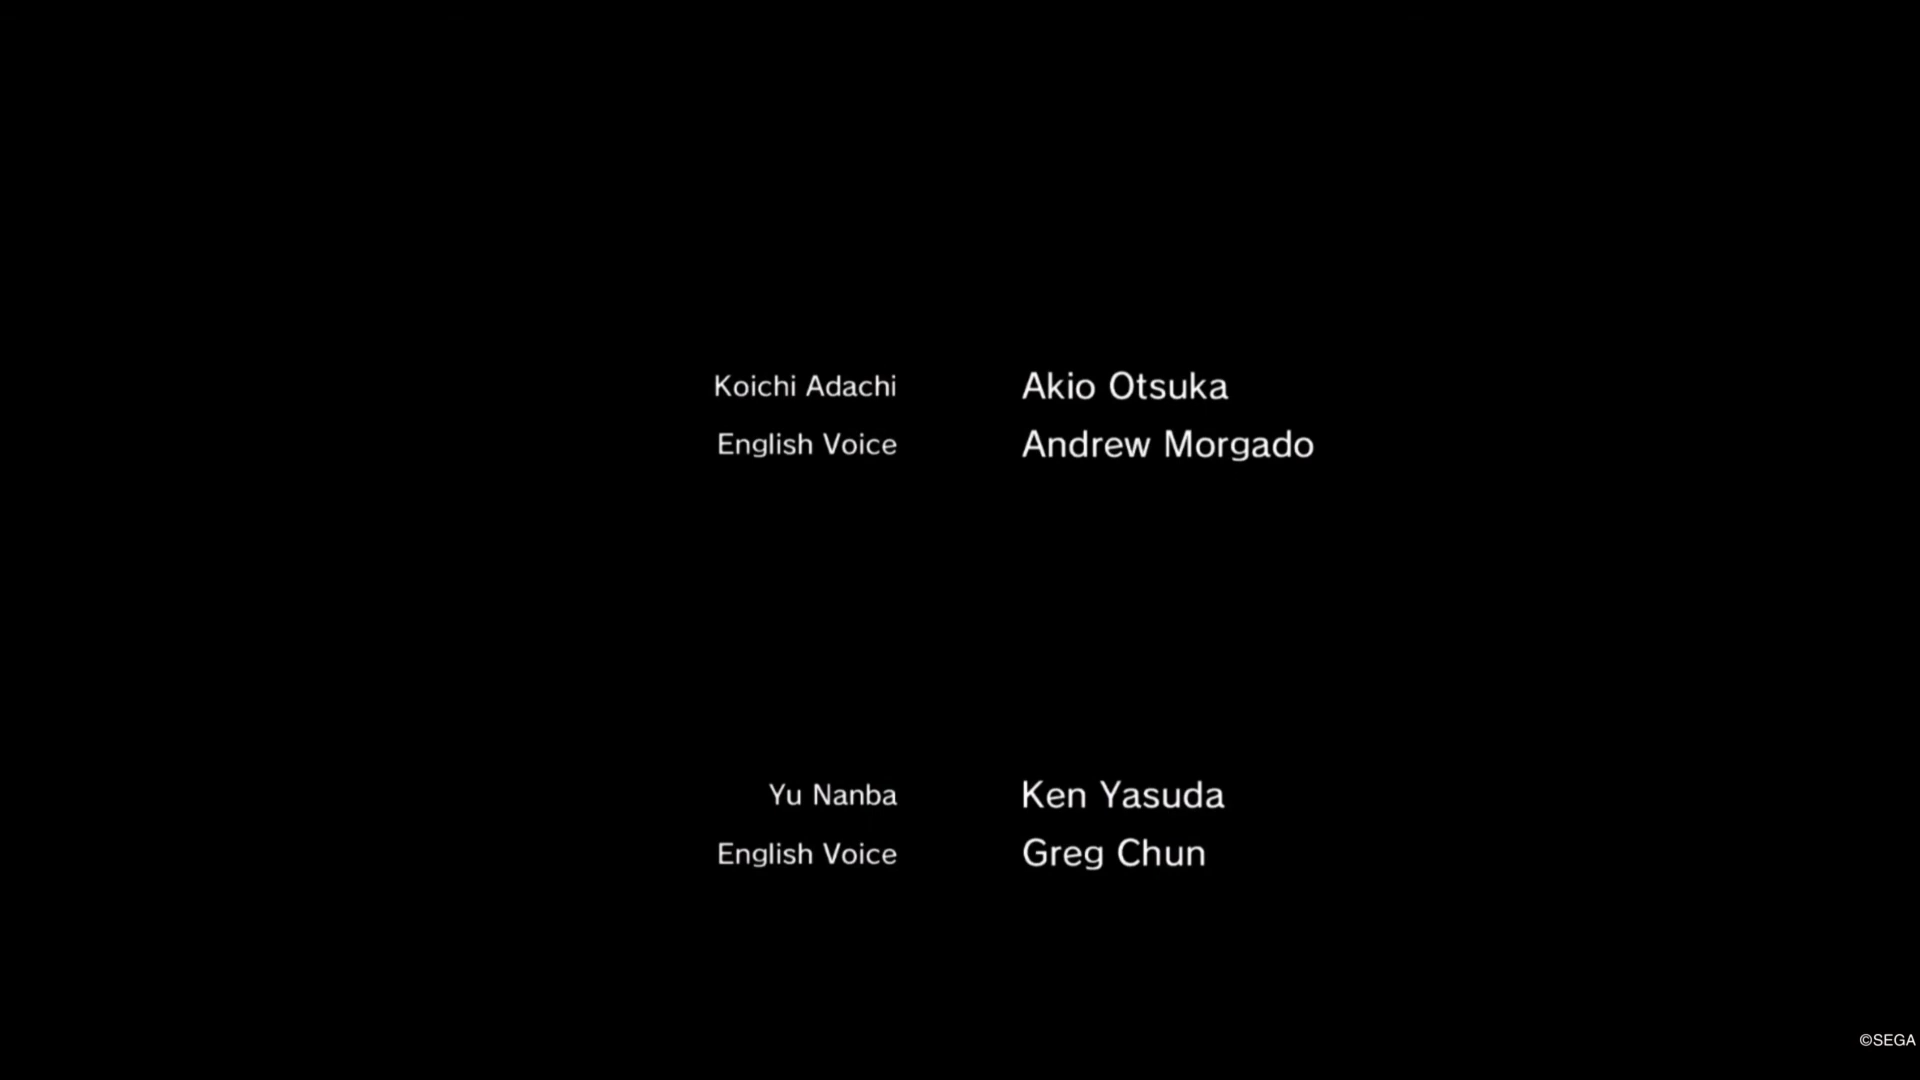 Koichi Adachi Akio Otsuka
English Voice Andrew Morgado
Yu Nanba Ken Yasuda
English Voice Greg Chun
©SEGA